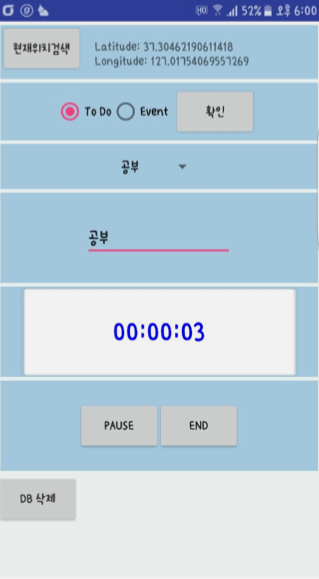 52% 오후 6:00
현재위치검색
Latitude: 37.30462190611418
Longitude: 127.01754069557269
To Do Event 확인
공부
공부
00:00:03
PAUSE END
DB 삭제